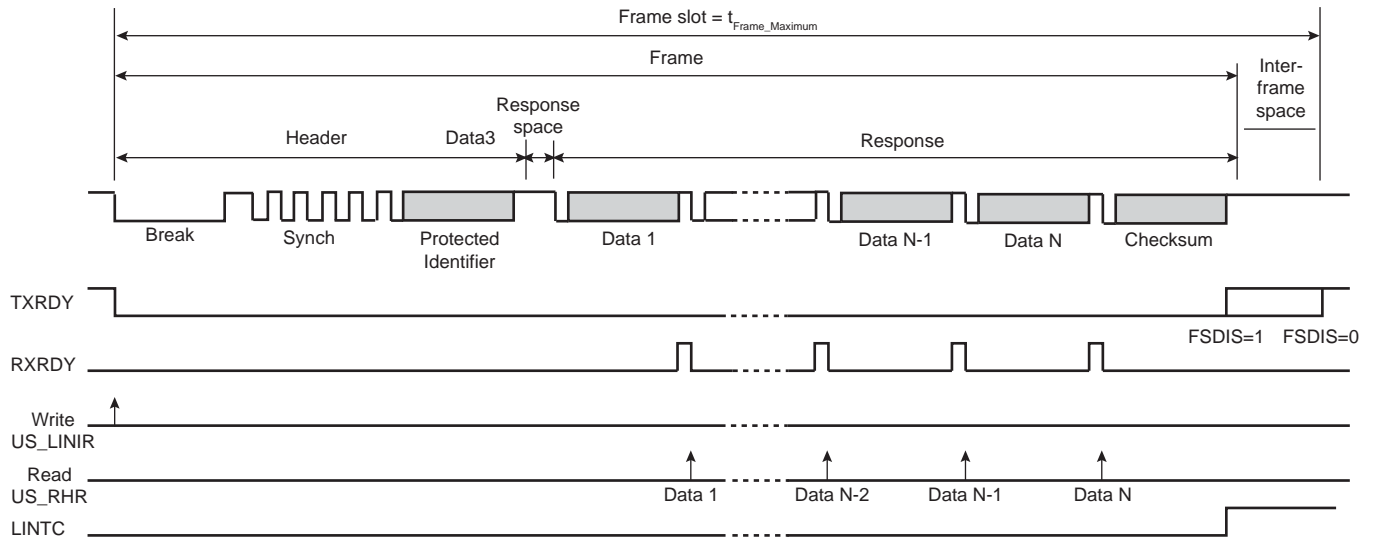 Frame slot = tFrame_Maximum
Frame
Inter-
frame
space
Response
space
Header
Data3
Response
Break
Synch
Protected
Identifier
Data 1
Data N-1
Data N
Checksum
TXRDY
FSDIS=1
FSDIS=0
RXRDY
Write
US_LINIR
Read
US_RHR
Data 1
Data N-2
Data N-1
Data N
LINTC